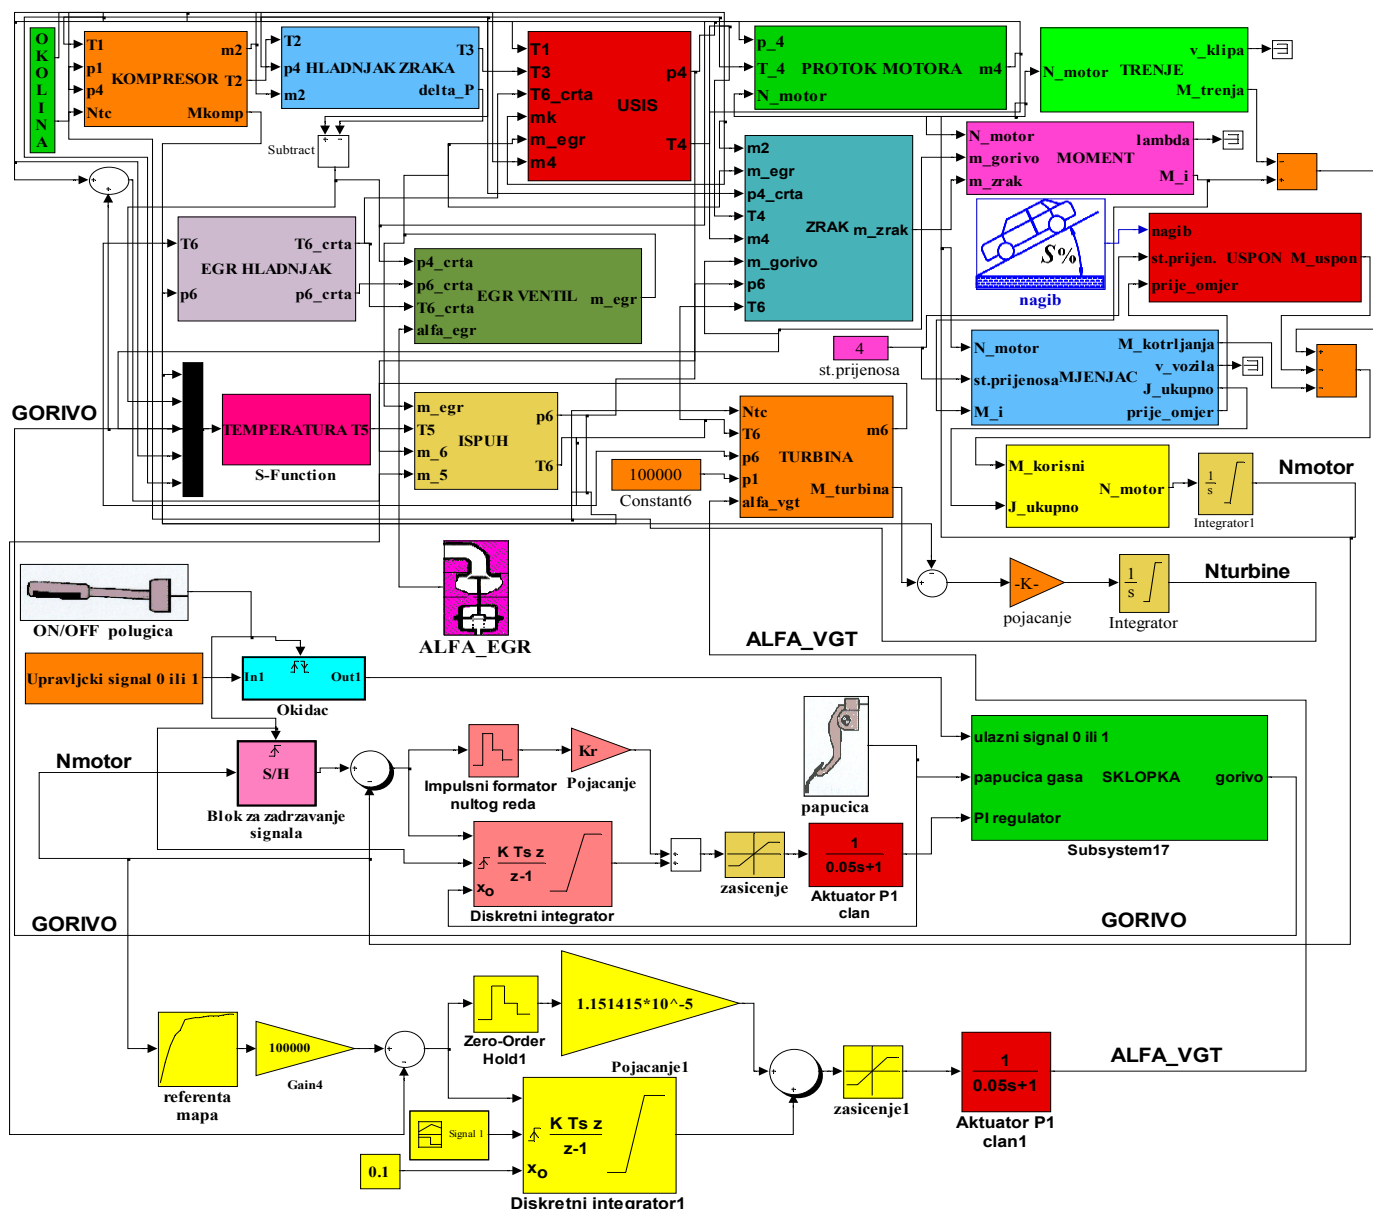 OKOLINA
T1
p1
p4
Ntc
KOMPRESOR
m2
T2
Mkomp
T2
p4
m2
HLADNJAK ZRAKA
T3
delta_P
Subtract
T1
T3
T6_crta
mk
m_egr
m4
USIS
p4
T4
p_4
T_4
N_motor
PROTOK MOTORA
m4
N_motor
TRENJE
v_klipa
M_trenja
N_motor
m_gorivo
m_zrak
MOMENT
lambda
M_i
m2
m_egr
p4_crta
T4
m4
m_gorivo
p6
T6
ZRAK
m_zrak
S%
nagib
nagib
st.prijen.
prije_omjer
USPON
M_uspon
T6
p6
EGR HLADNJAK
T6_crta
p6_crta
p4_crta
p6_crta
T6_crta
alfa_egr
EGR VENTIL
m_egr
4
st.prijenosa
N_motor
st.prijenosa
M_i
MJENJAC
M_kotrljanja
v_vozila
J_ukupno
prije_omjer
GORIVO
TEMPERATURA T5
S-Function
m_egr
T5
m_6
m_5
ISPUH
p6
T6
100000
Constant6
Ntc
T6
p6
p1
alfa_vgt
TURBINA
m6
M_turbina
M_korisni
J_ukupno
N_motor
1
s
Integrator1
Nmotor
ON/OFF polugica
ALFA_EGR
-K-
pojacanje
1
s
Integrator
Nturbine
ALFA_VGT
Upravljcki signal 0 ili 1
In1
Out1
Okidac
Nmotor
S/H
Blok za zadrzavanje
signala
Impulsni formator
nultog reda
Kr
Pojacanje
K Ts z
z-1
xo
Diskretni integrator
zasicenje
1
0.05s+1
Aktuator P1
clan
papucica
ulazni signal 0 ili 1
papucica gasa
PI regulator
SKLOPKA
gorivo
Subsystem17
GORIVO
GORIVO
referenta
mapa
100000
Gain4
Zero-Order
Hold1
1.151415*10^-5
Pojacanje1
Signal 1
0.1
K Ts z
z-1
xo
Diskretni integrator1
zasicenje1
1
0.05s+1
Aktuator P1
clan1
ALFA_VGT